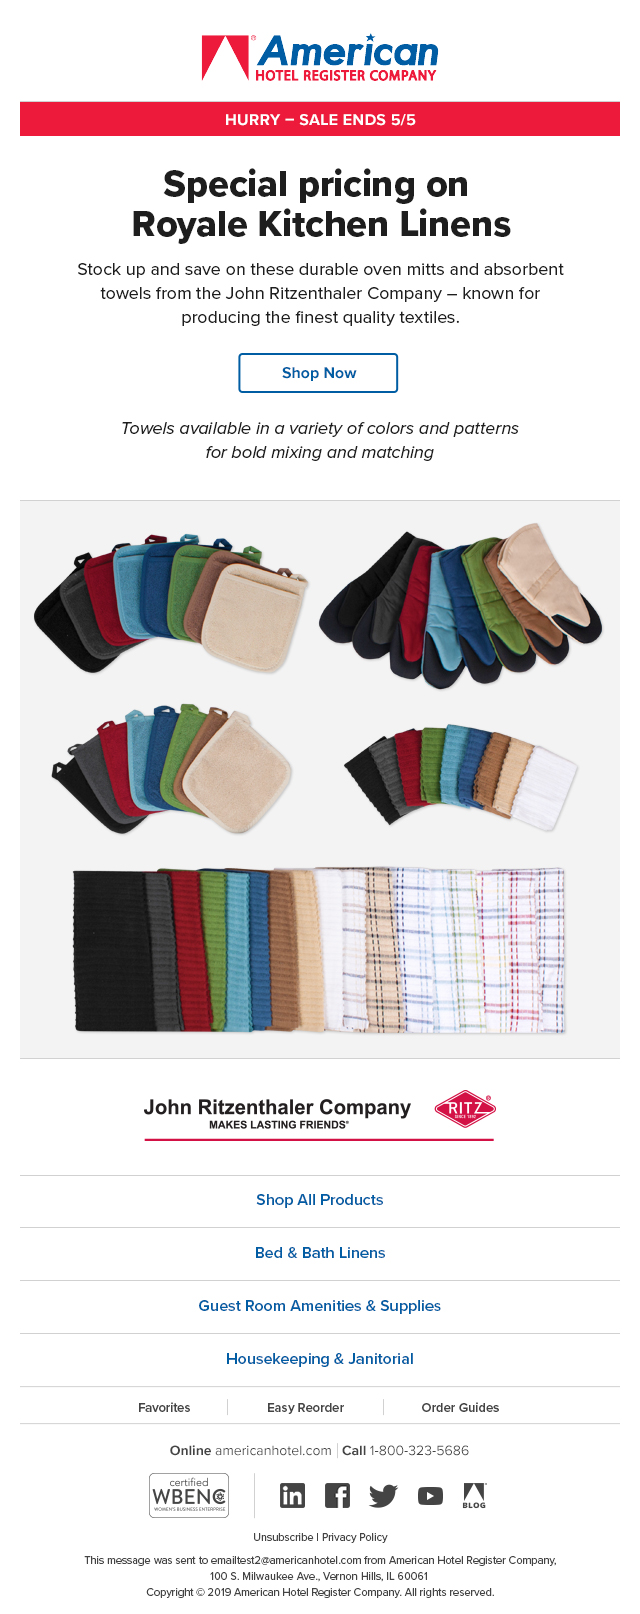 American
HOTEL REGISTER COMPANY
HURRY – SALE ENDS 5/5
Special pricing on
Royale Kitchen Linens
Stock up and save on these durable oven mitts and absorbent
towels from the John Ritzenthaler Company – known for
producing the finest quality textiles.
Shop Now
Towels available in a variety of colors and patterns
for bold mixing and matching
John Ritzenthaler Company
MAKES LASTING FRIENDS®
RITZ®
SINCE 1892
Shop All Products
Bed & Bath Linens
Guest Room Amenities & Supplies
Housekeeping & Janitorial
Favorites | Easy Reorder | Order Guides
Online americanhotel.com | Call 1-800-323-5686
certified
WBENC
WOMEN'S BUSINESS ENTERPRISE
in
f
BLOG
Unsubscribe | Privacy Policy
This message was sent to emailtest2@americanhotel.com from American Hotel Register Company,
100 S. Milwaukee Ave., Vernon Hills, IL 60061
Copyright © 2019 American Hotel Register Company. All rights reserved.